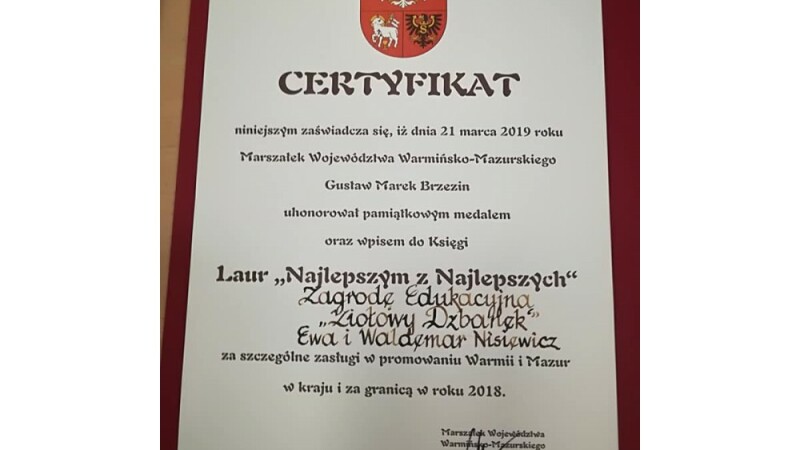 CERTYFIKAT
niniejszym zaświadcza się, iż dnia 21 marca 2019 roku
Marszałek Województwa Warmińsko-Mazurskiego
Gustaw Marek Brzezin
uhonorował pamiątkowym medalem
oraz wpisem do Księgi
Laur „Najlepszym z Najlepszych“
Zagrodę Edukacyjną
„Ziołowy Dzbanek“
Ewa i Waldemar Nisiewicz
za szczególne zasługi w promowaniu Warmii i Mazur
w kraju i za granicą w roku 2018.
Marszałek Województwa
Warmińsko-Mazurskiego